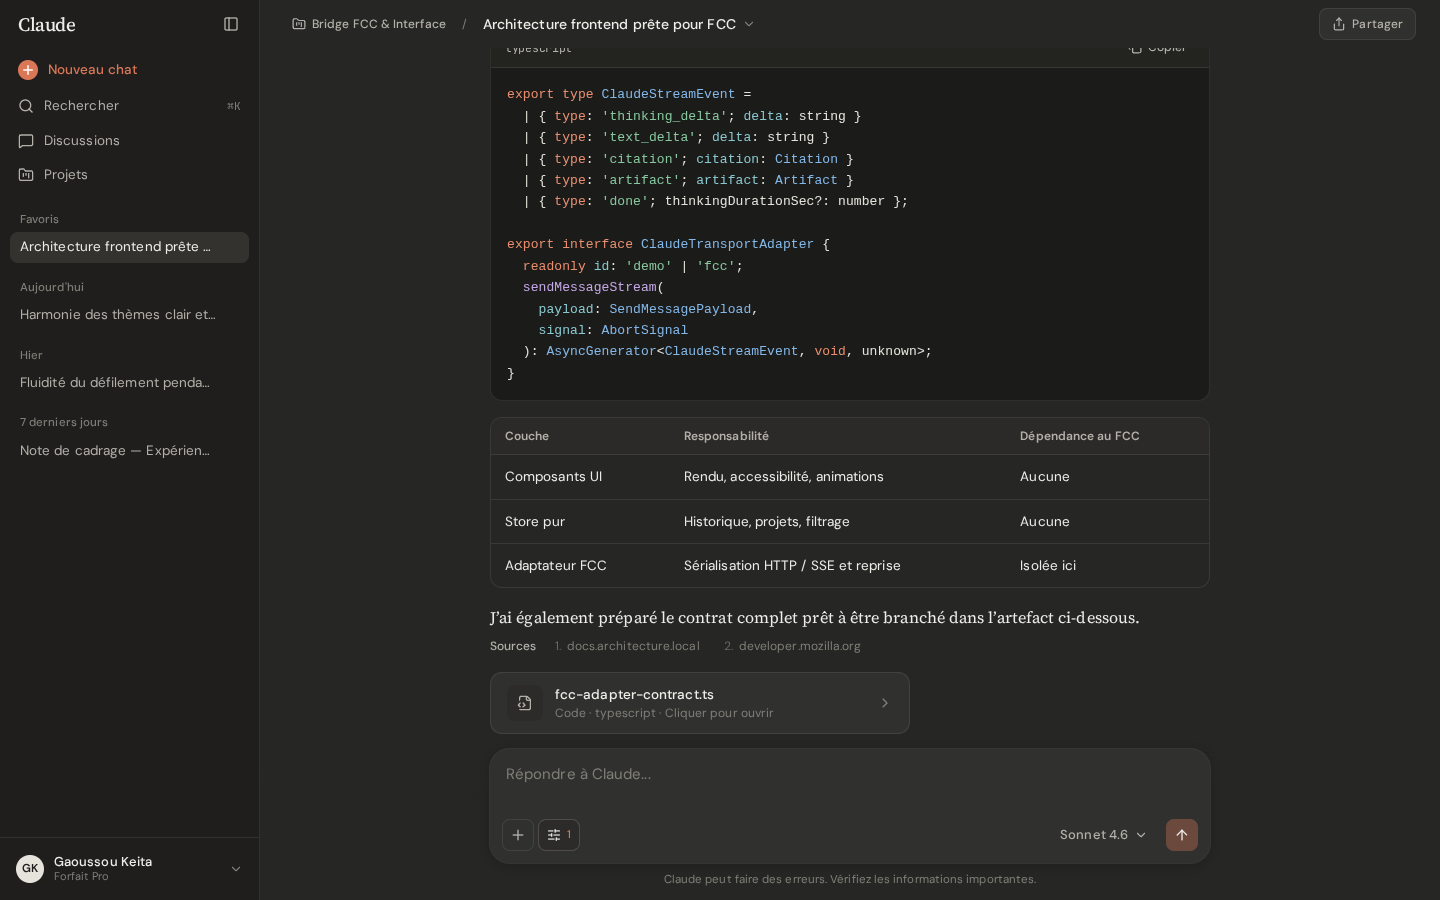 Claude
Nouveau chat
Rechercher ⌘K
Discussions
Projets
Favoris
Architecture frontend prête ...
Aujourd'hui
Harmonie des thèmes clair et...
Hier
Fluidité du défilement penda...
7 derniers jours
Note de cadrage — Expérien...
GK
Gaoussou Keita
Forfait Pro
Bridge FCC & Interface / Architecture frontend prête pour FCC
Partager
typescript Copier
export type ClaudeStreamEvent =
| { type: 'thinking_delta'; delta: string }
| { type: 'text_delta'; delta: string }
| { type: 'citation'; citation: Citation }
| { type: 'artifact'; artifact: Artifact }
| { type: 'done'; thinkingDurationSec?: number };
export interface ClaudeTransportAdapter {
readonly id: 'demo' | 'fcc';
sendMessageStream(
payload: SendMessagePayload,
signal: AbortSignal
): AsyncGenerator<ClaudeStreamEvent, void, unknown>;
}
Couche Responsabilité Dépendance au FCC
Composants UI Rendu, accessibilité, animations Aucune
Store pur Historique, projets, filtrage Aucune
Adaptateur FCC Sérialisation HTTP / SSE et reprise Isolée ici
J'ai également préparé le contrat complet prêt à être branché dans l'artefact ci-dessous.
Sources 1. docs.architecture.local 2. developer.mozilla.org
fcc-adapter-contract.ts
Code · typescript · Cliquer pour ouvrir
Répondre à Claude...
1
Sonnet 4.6
Claude peut faire des erreurs. Vérifiez les informations importantes.